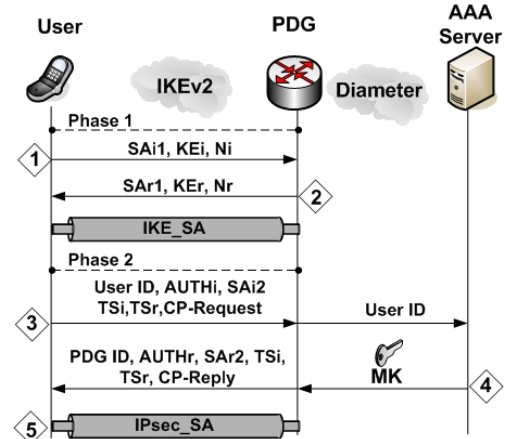 User
PDG
AAA
Server
IKEv2
Diameter
Phase 1
1
SAi1, KEi, Ni
SAr1, KEr, Nr
2
IKE_SA
Phase 2
User ID, AUTHi, SAi2
TSi,TSr,CP-Request
3
User ID
PDG ID, AUTHr, SAr2, TSi,
TSr, CP-Reply
MK
4
5
IPsec_SA